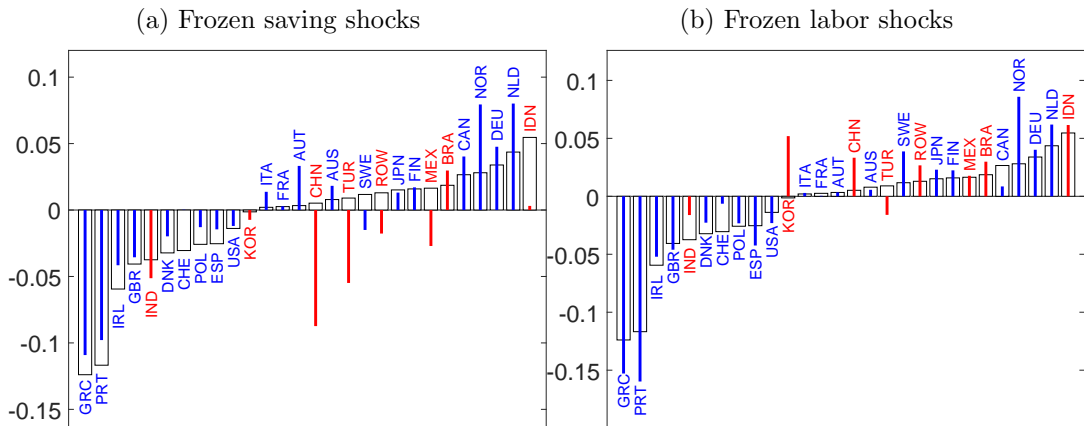 (a) Frozen saving shocks
0.1
0.05
0
-0.05
-0.1
-0.15
GRC
PRT
IRL
GBR
IND
DNK
CHE
POL
ESP
USA
KOR
ITA
FRA
AUT
CHN
AUS
TUR
SWE
ROW
JPN
FIN
MEX
BRA
CAN
NOR
DEU
NLD
IDN
(b) Frozen labor shocks
0.1
0.05
0
-0.05
-0.1
-0.15
GRC
PRT
IRL
GBR
IND
DNK
CHE
POL
ESP
USA
KOR
ITA
FRA
AUT
CHN
AUS
TUR
SWE
ROW
JPN
FIN
MEX
BRA
CAN
NOR
DEU
NLD
IDN